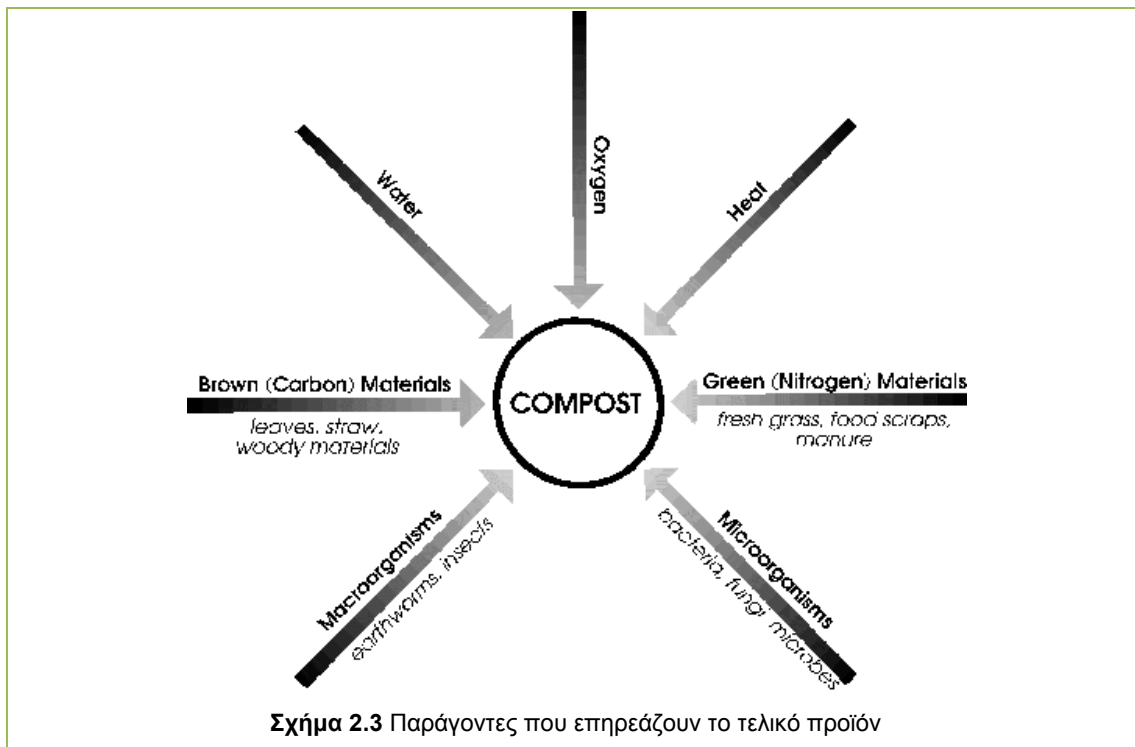 Oxygen
Water
Heat
Brown (Carbon) Materials
leaves, straw,
woody materials
COMPOST
Green (Nitrogen) Materials
fresh grass, food scraps,
manure
Macroorganisms
earthworms, insects
Microorganisms
bacteria, fungi, microbes
Σχήμα 2.3 Παράγοντες που επηρεάζουν το τελικό προϊόν